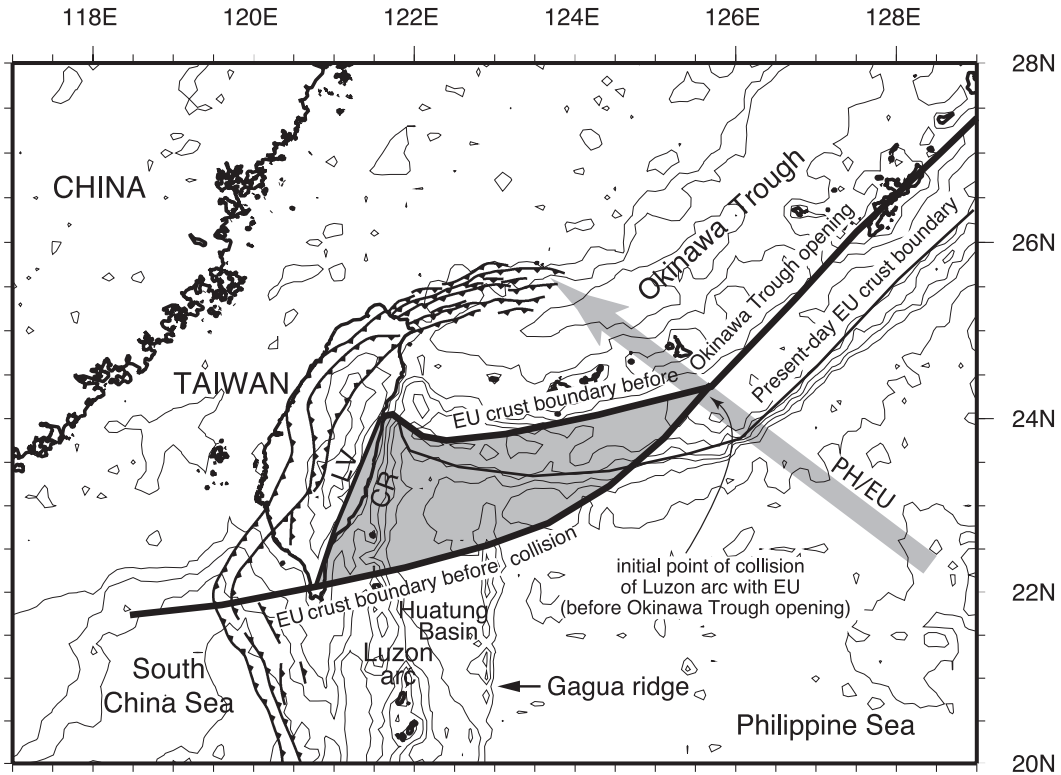 118E 120E 122E 124E 126E 128E
28N
CHINA
Okinawa Trough
26N
Okinawa Trough opening
Present-day EU crust boundary
TAIWAN
EU crust boundary before
24N
LV
CR
PH/EU
EU crust boundary before collision
initial point of collision
of Luzon arc with EU
(before Okinawa Trough opening)
22N
Huatung
Basin
Luzon
arc
South
China Sea
Gagua ridge
Philippine Sea
20N